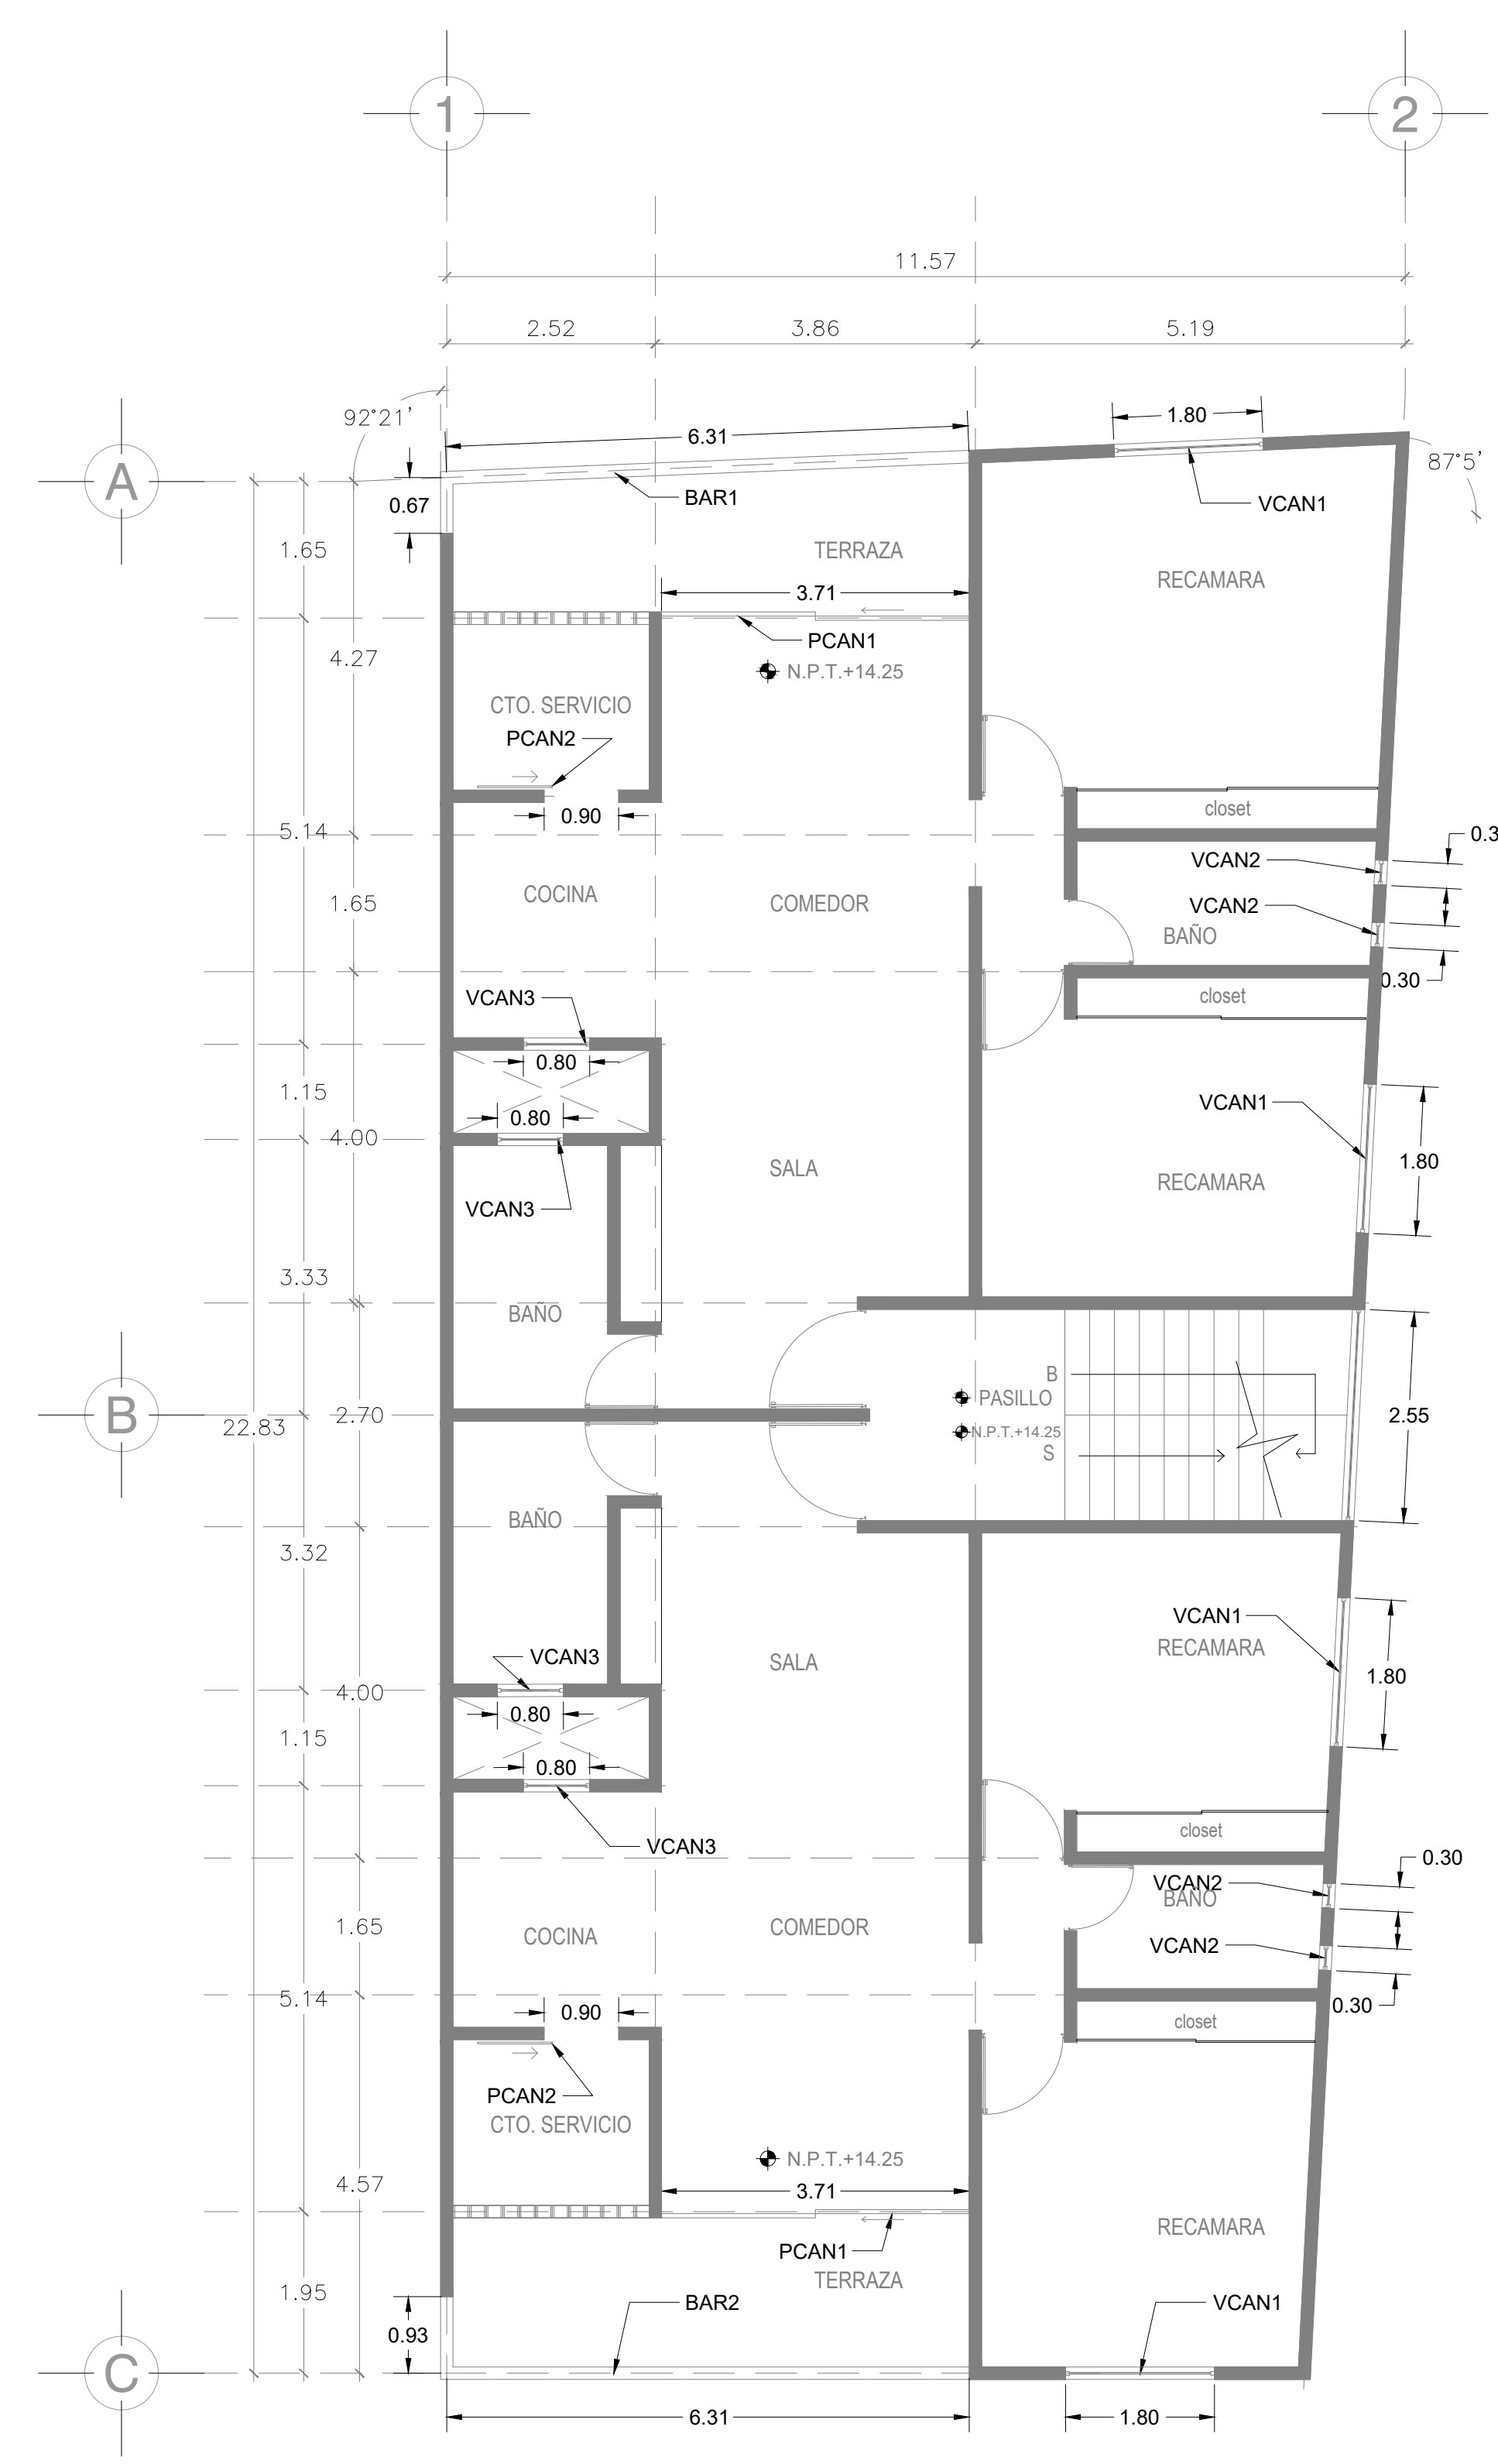 1
2
11.57
2.52
3.86
5.19
92°21'
6.31
1.80
87°5'
A
0.67
BAR1
VCAN1
1.65
TERRAZA
RECAMARA
3.71
PCAN1
4.27
N.P.T.+14.25
CTO. SERVICIO
PCAN2
closet
0.90
5.14
VCAN2
COCINA
COMEDOR
1.65
VCAN2
BAÑO
0.30
VCAN3
closet
0.80
1.15
VCAN1
0.80
4.00
SALA
1.80
RECAMARA
VCAN3
3.33
BAÑO
B
PASILLO
B
22.83
2.70
2.55
N.P.T.+14.25
S
BAÑO
3.32
VCAN1
RECAMARA
VCAN3
SALA
1.80
4.00
0.80
1.15
0.80
closet
VCAN3
0.30
VCAN2
BAÑO
1.65
COCINA
COMEDOR
VCAN2
5.14
0.90
0.30
closet
PCAN2
CTO. SERVICIO
N.P.T.+14.25
4.57
3.71
RECAMARA
PCAN1
TERRAZA
1.95
BAR2
VCAN1
0.93
C
6.31
1.80